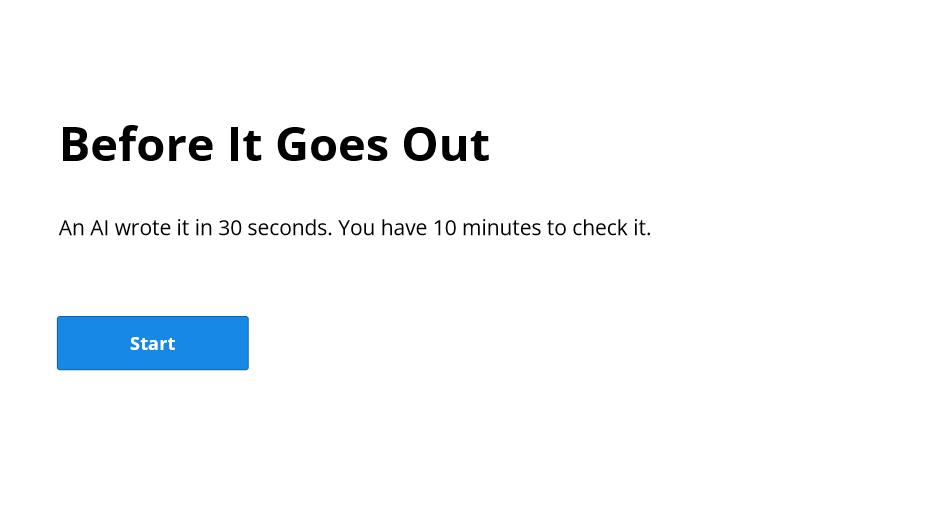 Before It Goes Out
An AI wrote it in 30 seconds. You have 10 minutes to check it.
Start